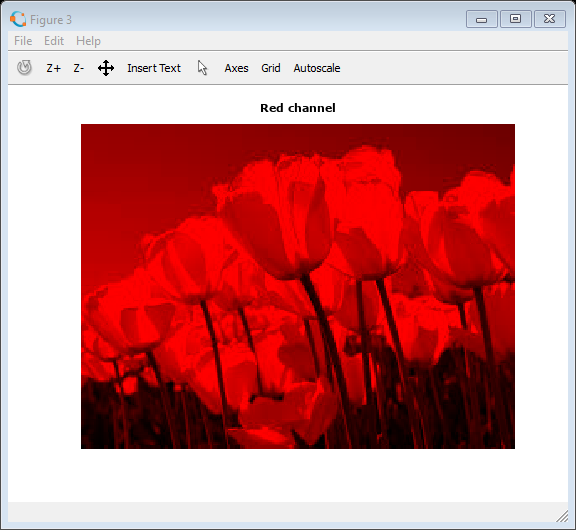 Figure 3
File Edit Help
Z+ Z- Insert Text Axes Grid Autoscale
Red channel